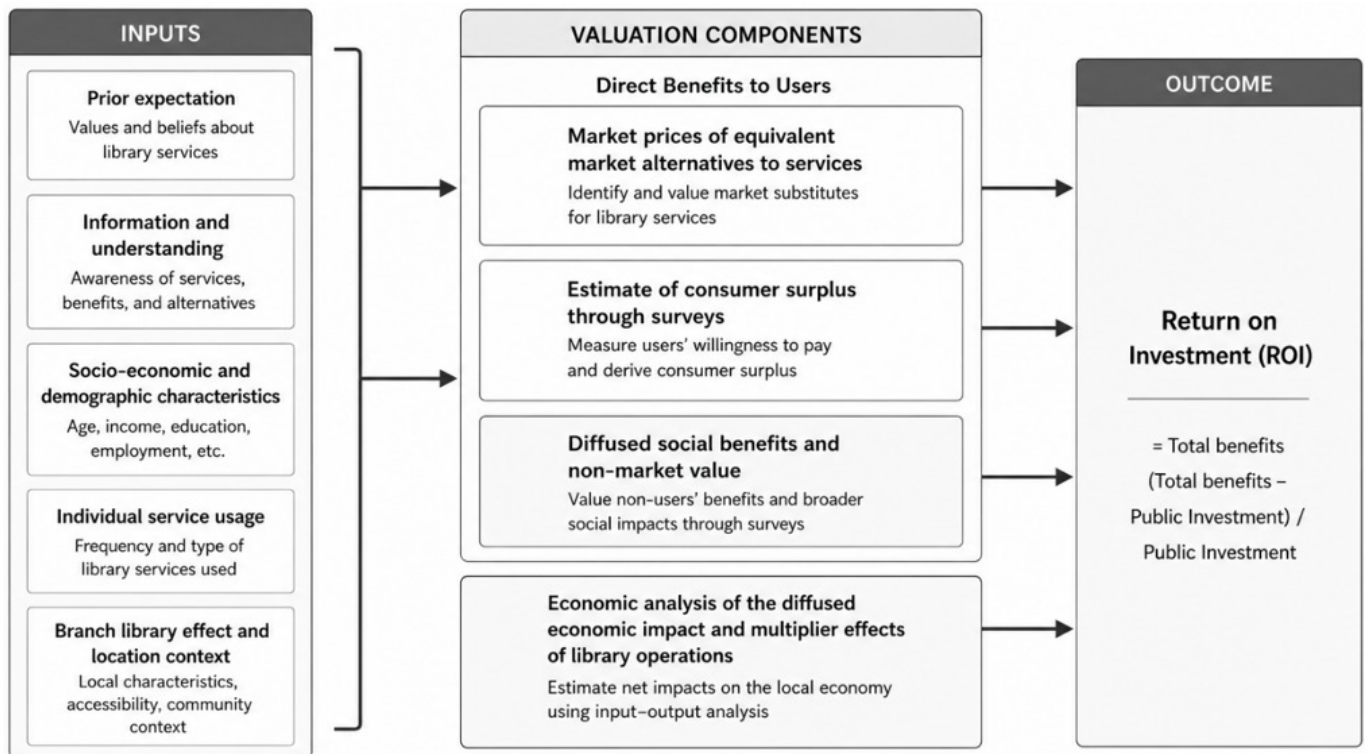 INPUTS
Prior expectation
Values and beliefs about
library services
Information and
understanding
Awareness of services,
benefits, and alternatives
Socio-economic and
demographic characteristics
Age, income, education,
employment, etc.
Individual service usage
Frequency and type of
library services used
Branch library effect and
location context
Local characteristics,
accessibility, community
context
VALUATION COMPONENTS
Direct Benefits to Users
Market prices of equivalent
market alternatives to services
Identify and value market substitutes
for library services
Estimate of consumer surplus
through surveys
Measure users’ willingness to pay
and derive consumer surplus
Diffused social benefits and
non-market value
Value non-users’ benefits and broader
social impacts through surveys
Economic analysis of the diffused
economic impact and multiplier effects
of library operations
Estimate net impacts on the local economy
using input–output analysis
OUTCOME
Return on
Investment (ROI)
= Total benefits
(Total benefits –
Public Investment) /
Public Investment